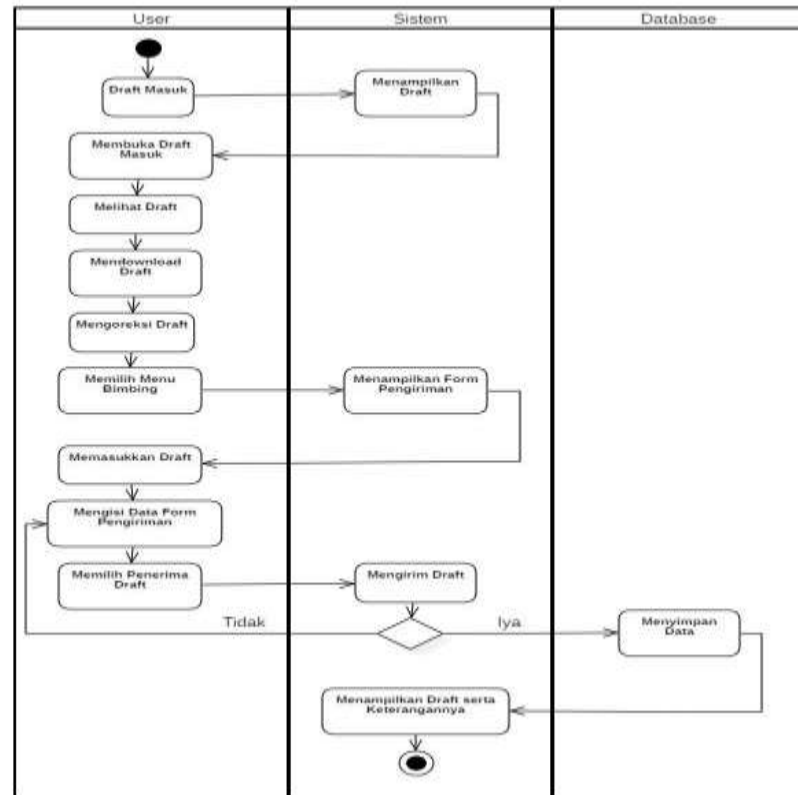 User
Sistem
Database
Draft Masuk
Menampilkan
Draft
Membuka Draft
Masuk
Melihat Draft
Mendownload
Draft
Mengoreksi Draft
Memilih Menu
Bimbing
Menampilkan Form
Pengiriman
Memasukkan Draft
Mengisi Data Form
Pengiriman
Memilih Penerima
Draft
Mengirim Draft
Tidak
Iya
Menyimpan
Data
Menampilkan Draft serta
Keterangannya